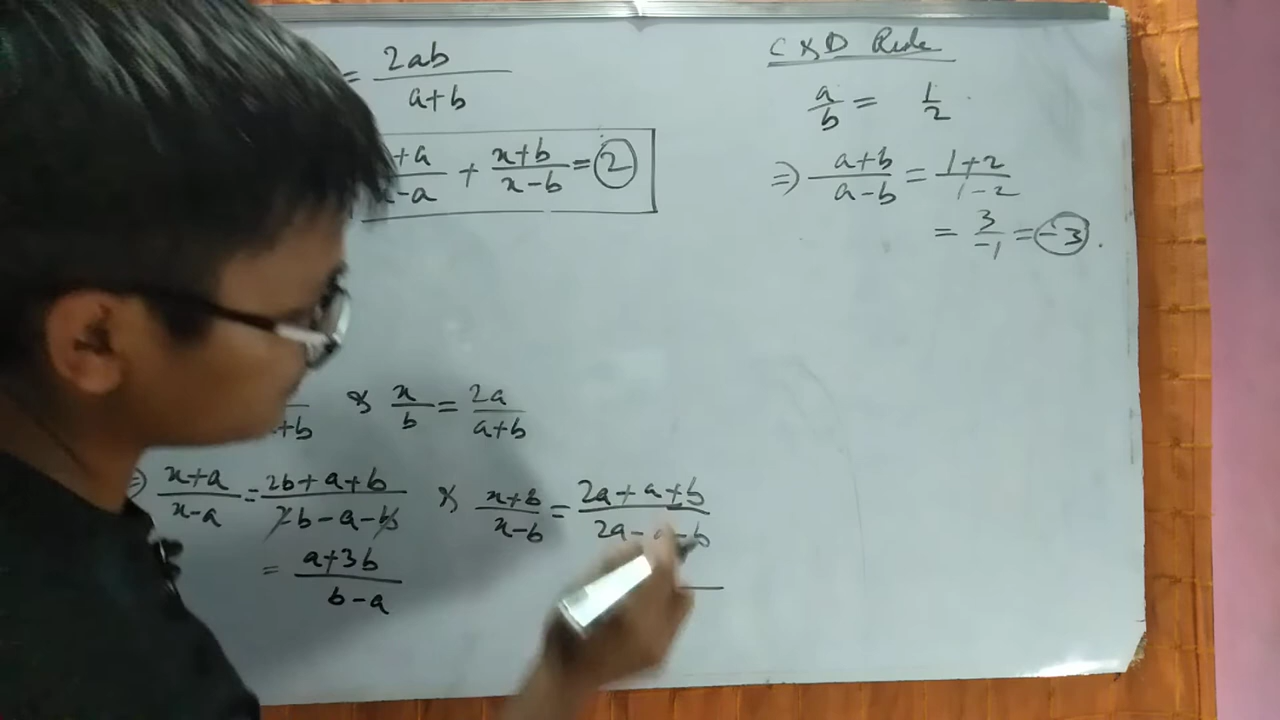 = 2ab / a+b
+a / -a + x+b / x-b = 2
C & D Rule
a/b = 1/2
⇒ a+b / a-b = 1+2 / 1-2
= 3 / -1 = -3.
+b & x/b = 2a / a+b
⇒ x+a / x-a = 2b+a+b / 2b-a-b & x+b / x-b = 2a+a+b / 2a-a-b
= a+3b / b-a